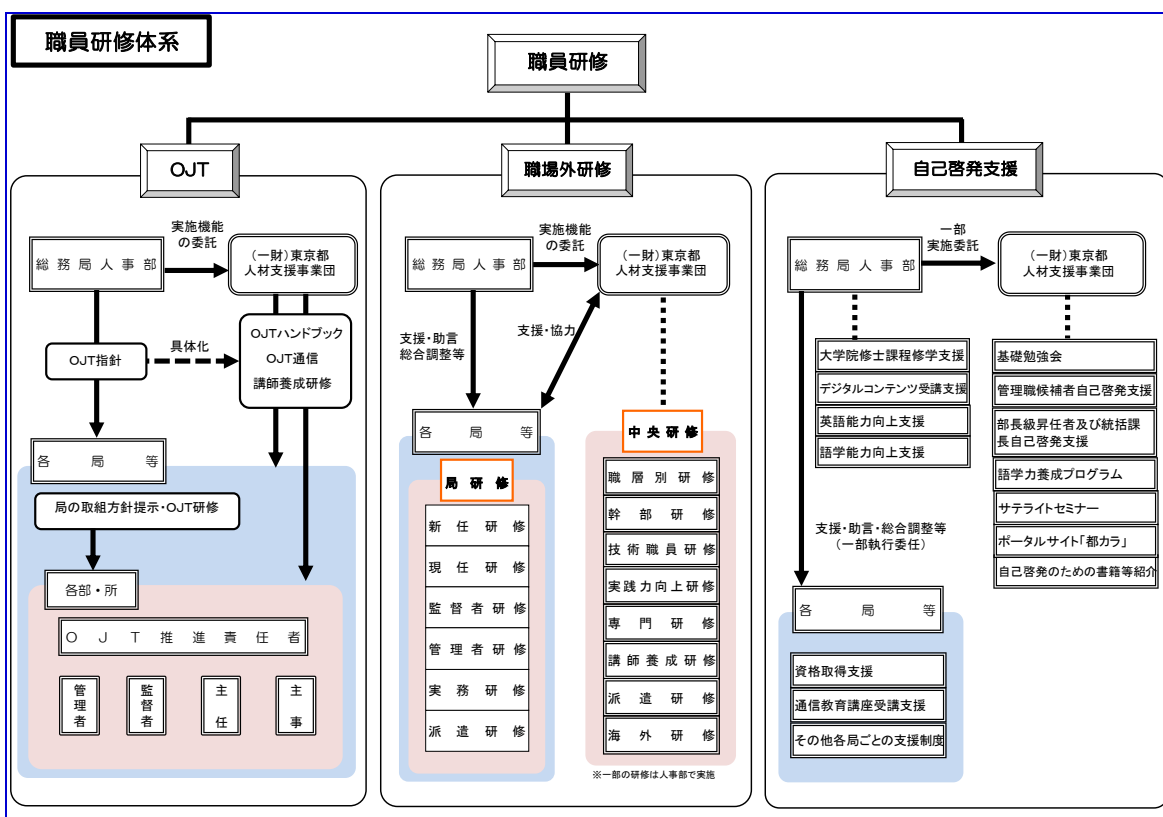 職員研修体系
職員研修
OJT
職場外研修
自己啓発支援
総務局人事部
実施機能
の委託
(一財)東京都
人材支援事業団
OJT指針
具体化
OJTハンドブック
OJT通信
講師養成研修
各局等
局の取組方針提示・OJT研修
各部・所
OJT推進責任者
管理者
監督者
主任
主事
総務局人事部
実施機能
の委託
(一財)東京都
人材支援事業団
支援・助言
総合調整等
支援・協力
各局等
局研修
新任研修
現任研修
監督者研修
管理者研修
実務研修
派遣研修
中央研修
職層別研修
幹部研修
技術職員研修
実践力向上研修
専門研修
講師養成研修
派遣研修
海外研修
※一部の研修は人事部で実施
総務局人事部
一部
実施委託
(一財)東京都
人材支援事業団
大学院修士課程修学支援
デジタルコンテンツ受講支援
英語能力向上支援
語学能力向上支援
基礎勉強会
管理職候補者自己啓発支援
部長級昇任者及び統括課
長自己啓発支援
語学力養成プログラム
サテライトセミナー
ポータルサイト「都カラ」
自己啓発のための書籍等紹介
支援・助言・総合調整等
(一部執行委任)
各局等
資格取得支援
通信教育講座受講支援
その他各局ごとの支援制度